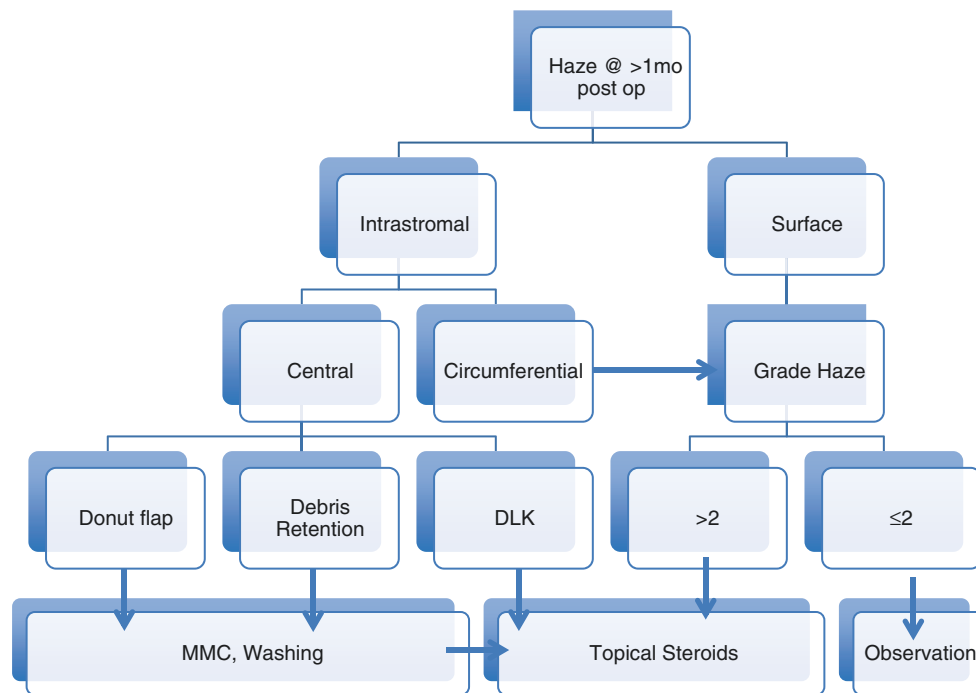 Haze @ >1mo
post op
Intrastromal
Surface
Central
Circumferential
Grade Haze
Donut flap
Debris
Retention
DLK
>2
≤2
MMC, Washing
Topical Steroids
Observation